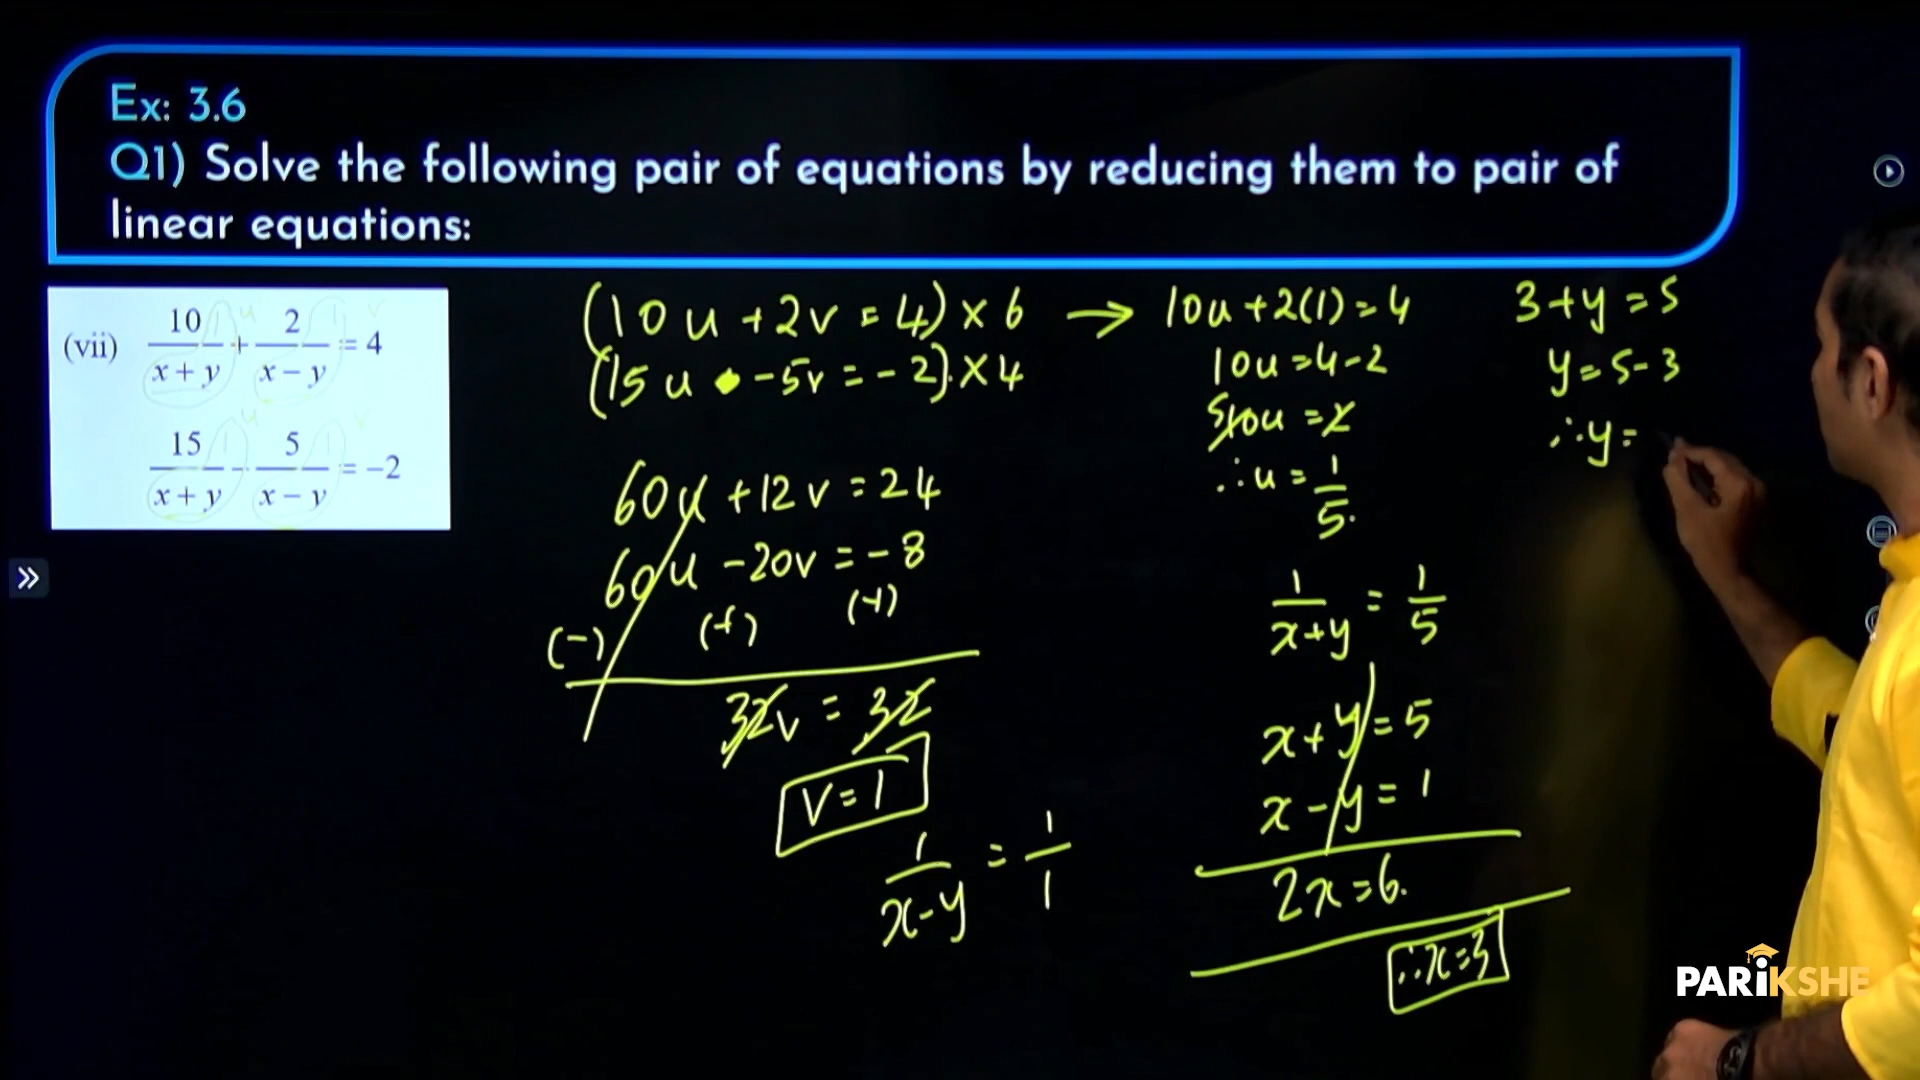 Ex: 3.6
Q1) Solve the following pair of equations by reducing them to pair of
linear equations:
(vii) 10/(x + y) + 2/(x – y) = 4
15/(x + y) - 5/(x – y) = –2
(10u + 2v = 4) × 6 →
(15u - 5v = -2) × 4
60u + 12v = 24
60u - 20v = -8
(-) (+) (+)
32v = 32
v = 1
1/(x-y) = 1/1
10u + 2(1) = 4
10u = 4 - 2
5 10u = 2
∴ u = 1/5.
1/(x+y) = 1/5
x + y = 5
x - y = 1
2x = 6.
∴ x = 3
3 + y = 5
y = 5 - 3
∴ y =
PARiKSHE